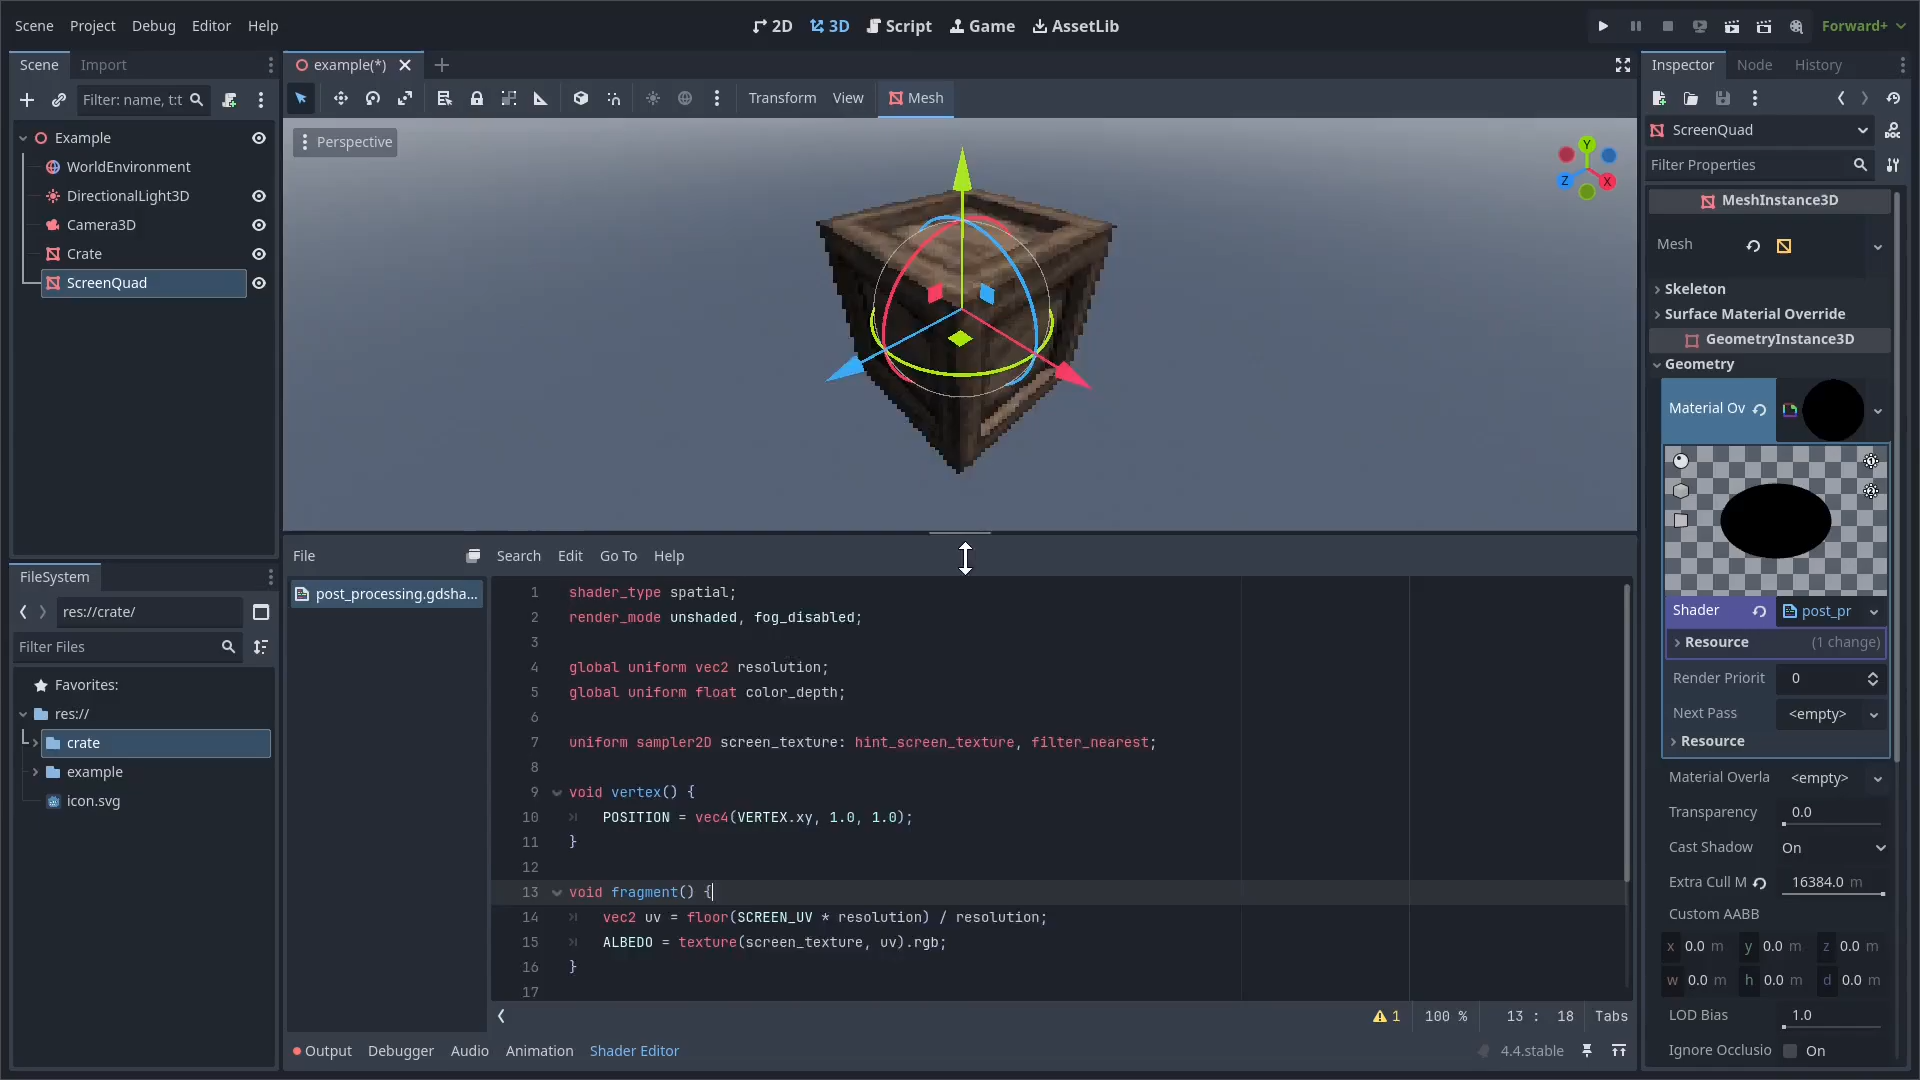 Scene Project Debug Editor Help
2D 3D Script Game AssetLib
Forward+
Scene Import
Filter: name, t:t
Example
WorldEnvironment
DirectionalLight3D
Camera3D
Crate
ScreenQuad
FileSystem
res://crate/
Filter Files
Favorites:
res://
crate
example
icon.svg
example(*)
Transform View Mesh
Perspective
Y
Z
X
File Search Edit Go To Help
post_processing.gdsha...
1 shader_type spatial;
2 render_mode unshaded, fog_disabled;
3
4 global uniform vec2 resolution;
5 global uniform float color_depth;
6
7 uniform sampler2D screen_texture: hint_screen_texture, filter_nearest;
8
9 void vertex() {
10 POSITION = vec4(VERTEX.xy, 1.0, 1.0);
11 }
12
13 void fragment() {
14 vec2 uv = floor(SCREEN_UV * resolution) / resolution;
15 ALBEDO = texture(screen_texture, uv).rgb;
16 }
17
1 100 % 13 : 18 Tabs
Output Debugger Audio Animation Shader Editor
4.4.stable
Inspector Node History
ScreenQuad
DOC
Filter Properties
MeshInstance3D
Mesh
Skeleton
Surface Material Override
GeometryInstance3D
Geometry
Material Ov
Shader post_pr
Resource (1 change)
Render Priorit 0
Next Pass <empty>
Resource
Material Overla <empty>
Transparency 0.0
Cast Shadow On
Extra Cull M 16384.0 m
Custom AABB
x 0.0 m y 0.0 m z 0.0 m
w 0.0 m h 0.0 m d 0.0 m
LOD Bias 1.0
Ignore Occlusio On